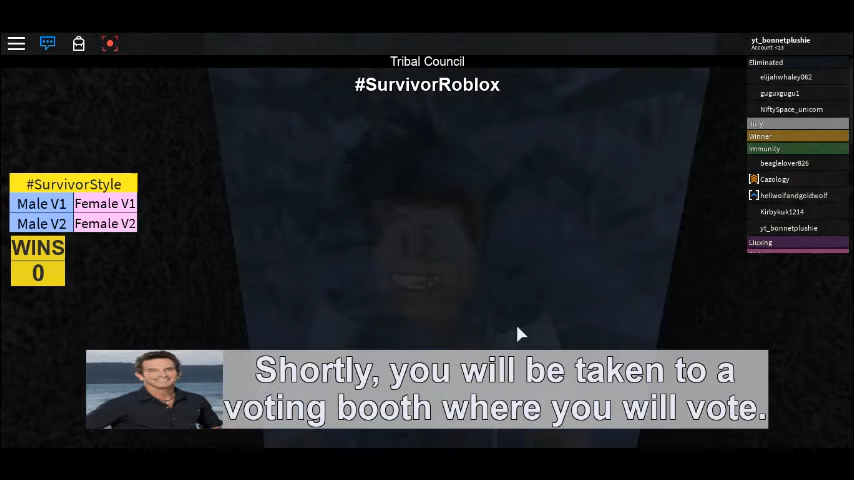 yt_bonnetplushie
Account: <13
Tribal Council
#SurvivorRoblox
Eliminated
elijahwhaley062
guguxgugu1
NiftySpace_unicorn
Jury
Winner
Immunity
beaglelover826
Cazology
hellwolfandgoldwolf
Kirbykuk1214
yt_bonnetplushie
Liuxing
#SurvivorStyle
Male V1 Female V1
Male V2 Female V2
WINS
0
Shortly, you will be taken to a
voting booth where you will vote.